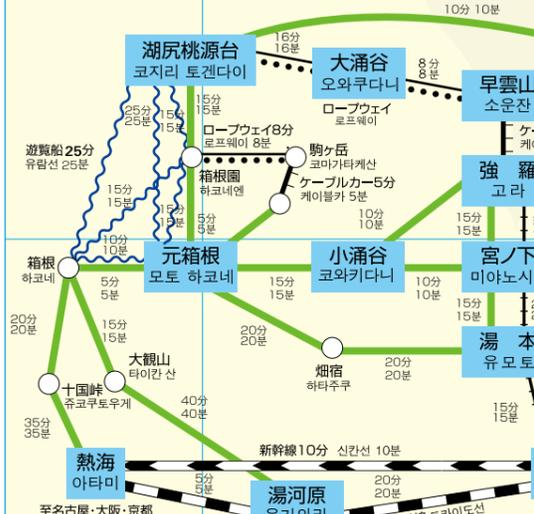 10分 10분
16分
16분
湖尻桃源台
코지리 토겐다이
大涌谷
오와쿠다니
8分
8분
早雲山
소운잔
ロープウェイ
로프웨이
25分
25분
15分
15분
15分
15분
遊覧船25分
유람선 25분
ロープウェイ8分
로프웨이 8분
駒ヶ岳
코마가타케산
箱根園
하코네엔
ケーブルカー5分
케이블카 5분
強羅
고라
15分
15분
15分
15분
5分
5분
10分
10분
15分
15분
10分
10분
箱根
하코네
元箱根
모토 하코네
小涌谷
코와키다니
宮ノ下
미야노시
5分
5분
15分
15분
10分
10분
15分
15분
20分
20분
15分
15분
20分
20분
湯本
유모토
大観山
타이칸 산
畑宿
하타주쿠
20分
20분
十国峠
쥬코쿠토우게
40分
40분
15分
15분
35分
35분
熱海
아타미
新幹線10分 신칸선 10분
5分
5분
20分
20분
湯河原
至名古屋・大阪・京都